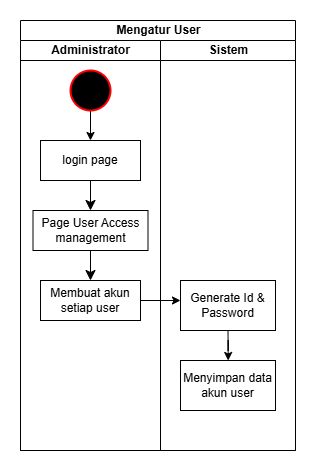 Mengatur User
Administrator
Sistem
login page
Page User Access
management
Membuat akun
setiap user
Generate Id &
Password
Menyimpan data
akun user